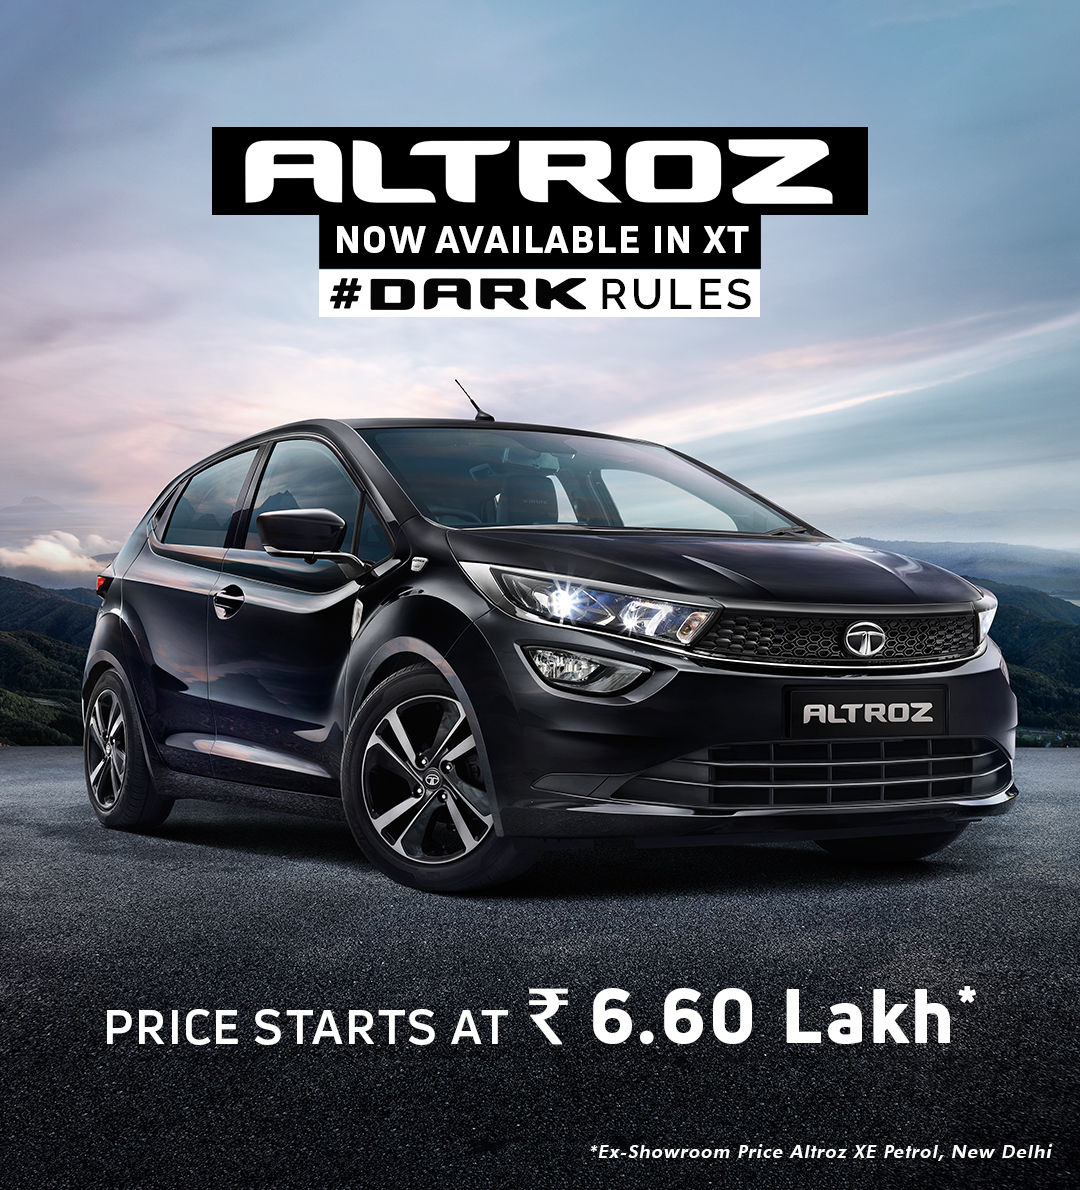 ALTROZ
NOW AVAILABLE IN XT
#DARK RULES
ALTROZ
PRICE STARTS AT ₹ 6.60 Lakh*
*Ex-Showroom Price Altroz XE Petrol, New Delhi